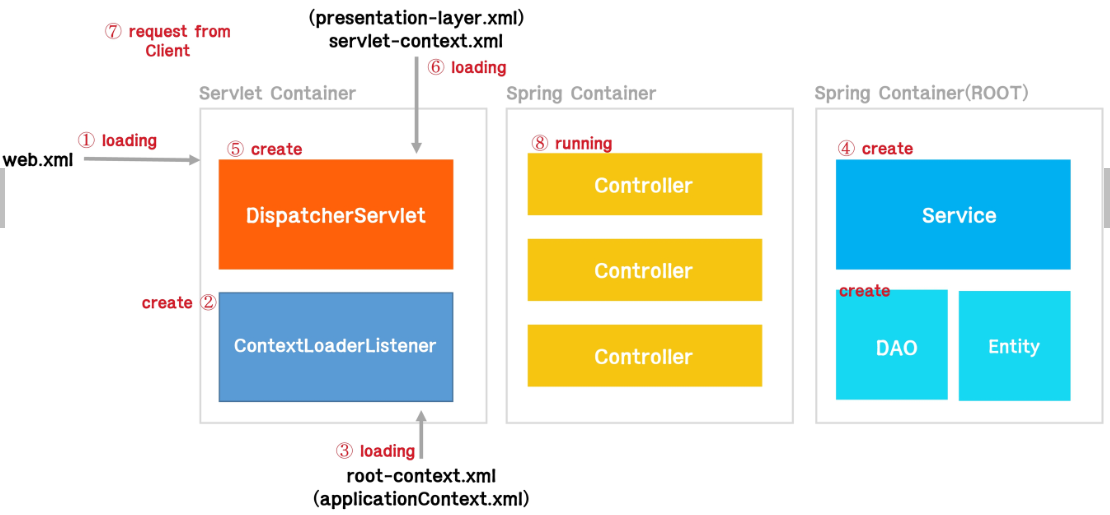 (presentation-layer.xml)
servlet-context.xml
⑦ request from
Client
⑥ loading
Servlet Container
Spring Container
Spring Container(ROOT)
① loading
web.xml
⑤ create
DispatcherServlet
create ②
ContextLoaderListener
⑧ running
Controller
Controller
Controller
④ create
Service
create
DAO
Entity
③ loading
root-context.xml
(applicationContext.xml)